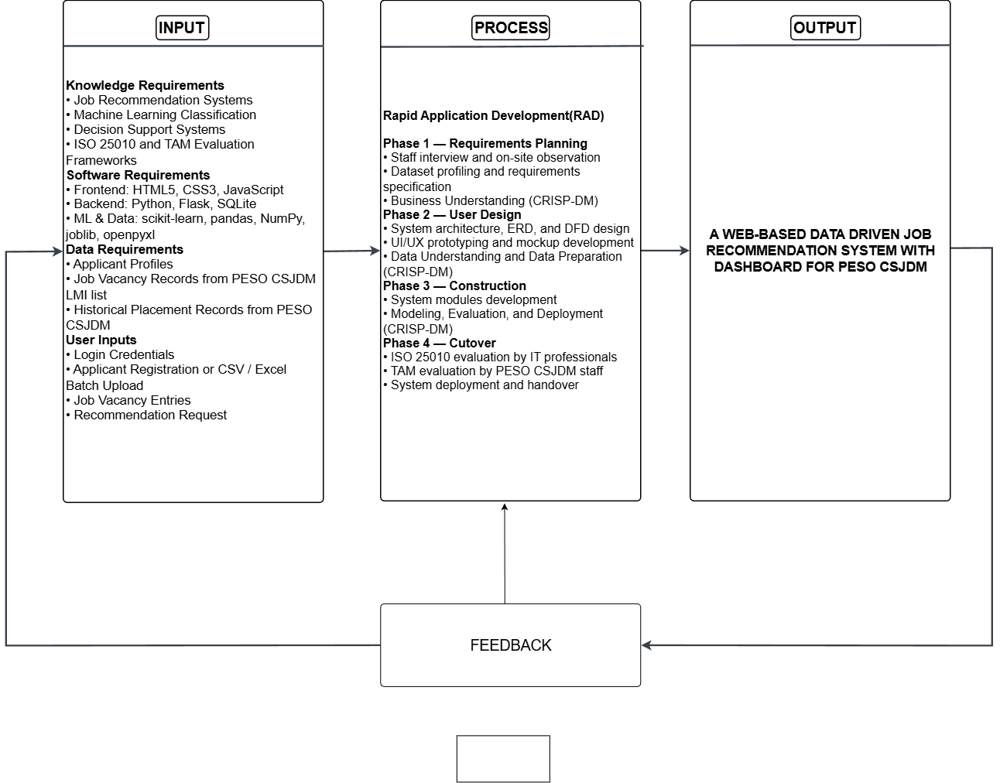 INPUT
Knowledge Requirements
• Job Recommendation Systems
• Machine Learning Classification
• Decision Support Systems
• ISO 25010 and TAM Evaluation
Frameworks
Software Requirements
• Frontend: HTML5, CSS3, JavaScript
• Backend: Python, Flask, SQLite
• ML & Data: scikit-learn, pandas, NumPy,
joblib, openpyxl
Data Requirements
• Applicant Profiles
• Job Vacancy Records from PESO CSJDM
LMI list
• Historical Placement Records from PESO
CSJDM
User Inputs
• Login Credentials
• Applicant Registration or CSV / Excel
Batch Upload
• Job Vacancy Entries
• Recommendation Request
PROCESS
Rapid Application Development(RAD)
Phase 1 — Requirements Planning
• Staff interview and on-site observation
• Dataset profiling and requirements
specification
• Business Understanding (CRISP-DM)
Phase 2 — User Design
• System architecture, ERD, and DFD design
• UI/UX prototyping and mockup development
• Data Understanding and Data Preparation
(CRISP-DM)
Phase 3 — Construction
• System modules development
• Modeling, Evaluation, and Deployment
(CRISP-DM)
Phase 4 — Cutover
• ISO 25010 evaluation by IT professionals
• TAM evaluation by PESO CSJDM staff
• System deployment and handover
OUTPUT
A WEB-BASED DATA DRIVEN JOB
RECOMMENDATION SYSTEM WITH
DASHBOARD FOR PESO CSJDM
FEEDBACK